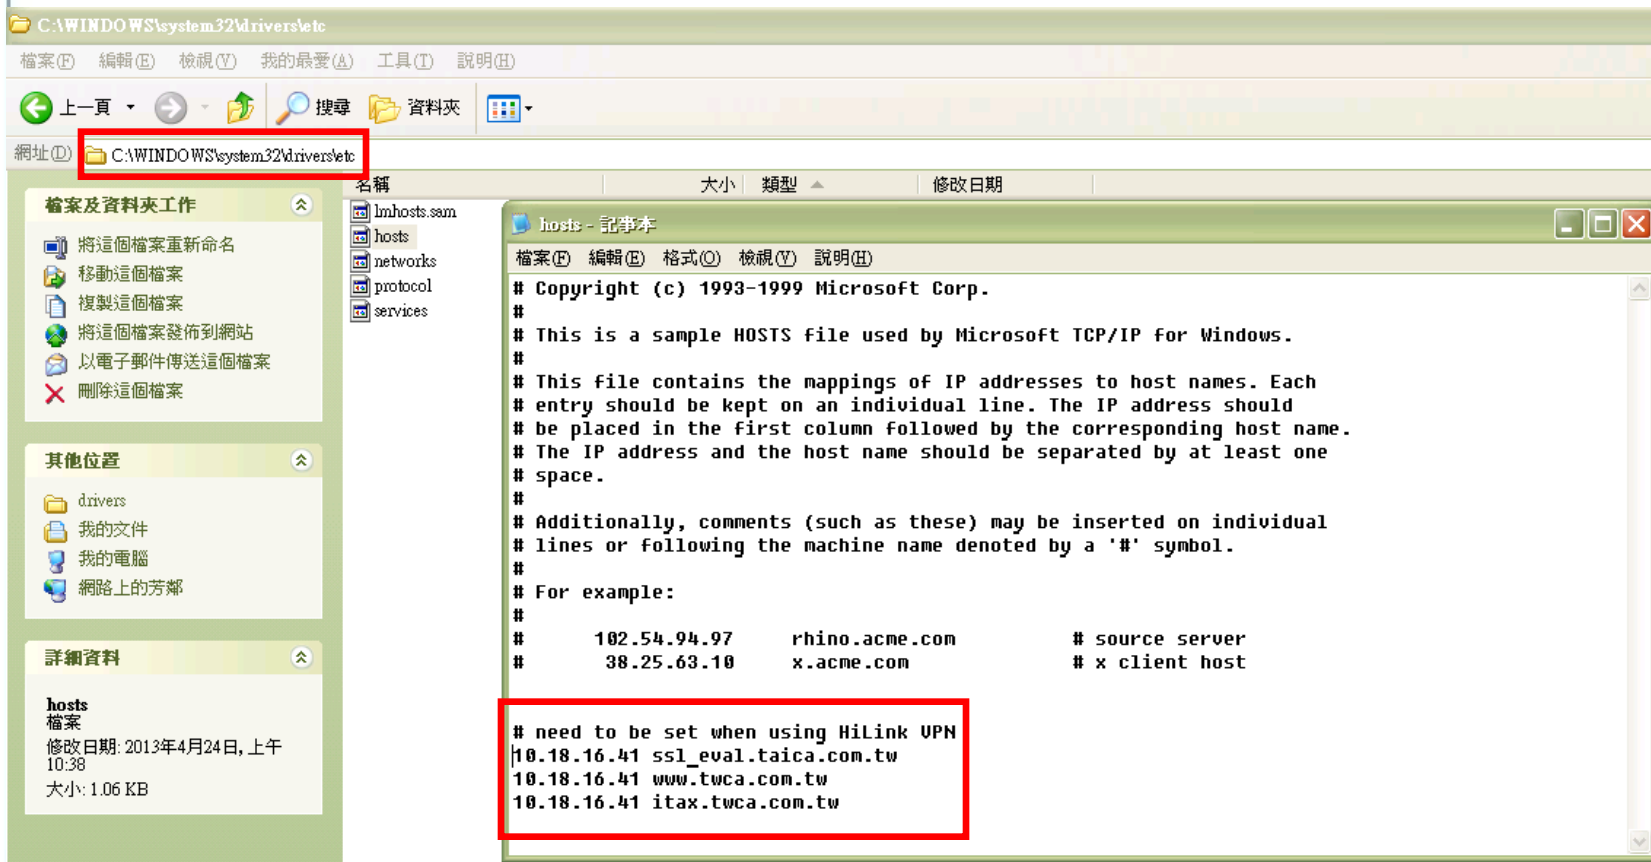 C:\WINDOWS\system32\drivers\etc
檔案(F) 編輯(E) 檢視(V) 我的最愛(A) 工具(T) 說明(H)
上一頁 搜尋 資料夾
網址(D) C:\WINDOWS\system32\drivers\etc
名稱 大小 類型 修改日期
檔案及資料夾工作
將這個檔案重新命名
移動這個檔案
複製這個檔案
將這個檔案發佈到網站
以電子郵件傳送這個檔案
刪除這個檔案
其他位置
drivers
我的文件
我的電腦
網路上的芳鄰
詳細資料
hosts
檔案
修改日期: 2013年4月24日, 上午
10:38
大小: 1.06 KB
lmhosts.sam
hosts
networks
protocol
services
hosts - 記事本
檔案(F) 編輯(E) 格式(O) 檢視(V) 說明(H)
# Copyright (c) 1993-1999 Microsoft Corp.
#
# This is a sample HOSTS file used by Microsoft TCP/IP for Windows.
#
# This file contains the mappings of IP addresses to host names. Each
# entry should be kept on an individual line. The IP address should
# be placed in the first column followed by the corresponding host name.
# The IP address and the host name should be separated by at least one
# space.
#
# Additionally, comments (such as these) may be inserted on individual
# lines or following the machine name denoted by a '#' symbol.
#
# For example:
#
# 102.54.94.97 rhino.acme.com # source server
# 38.25.63.10 x.acme.com # x client host
# need to be set when using HiLink VPN
10.18.16.41 ssl_eval.taica.com.tw
10.18.16.41 www.twca.com.tw
10.18.16.41 itax.twca.com.tw